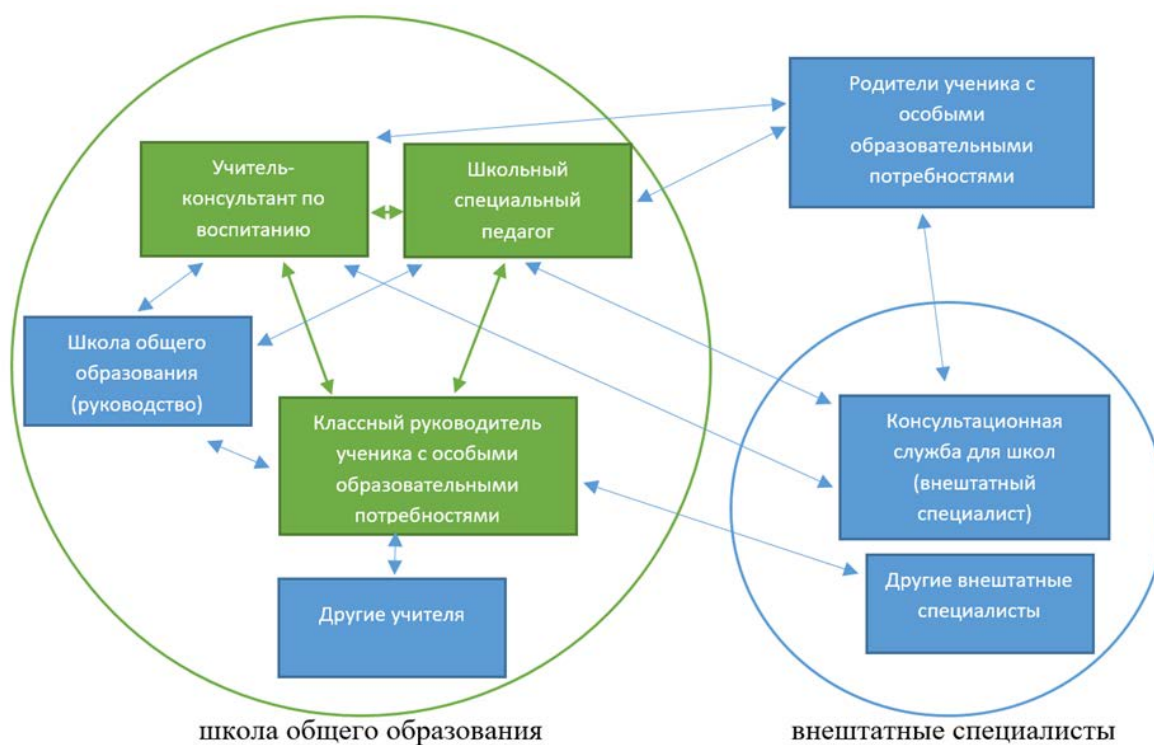 Родители ученика с
особыми
образовательными
потребностями
Учитель-
консультант по
воспитанию
Школьный
специальный
педагог
Школа общего
образования
(руководство)
Классный руководитель
ученика с особыми
образовательными
потребностями
Консультационная
служба для школ
(внештатный
специалист)
Другие учителя
Другие внештатные
специалисты
школа общего образования
внештатные специалисты